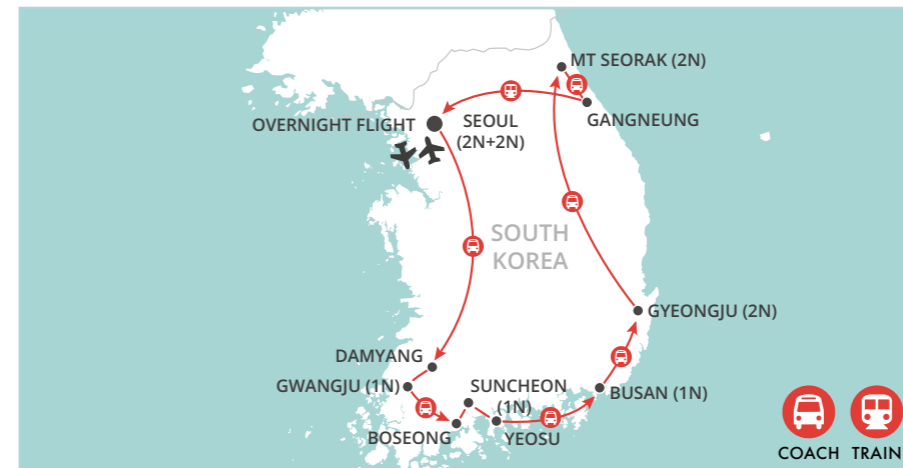 MT SEORAK (2N)
GANGNEUNG
OVERNIGHT FLIGHT
SEOUL
(2N+2N)
SOUTH
KOREA
GYEONGJU (2N)
DAMYANG
GWANGJU (1N)
SUNCHEON
(1N)
BUSAN (1N)
BOSEONG
YEOSU
COACH
TRAIN